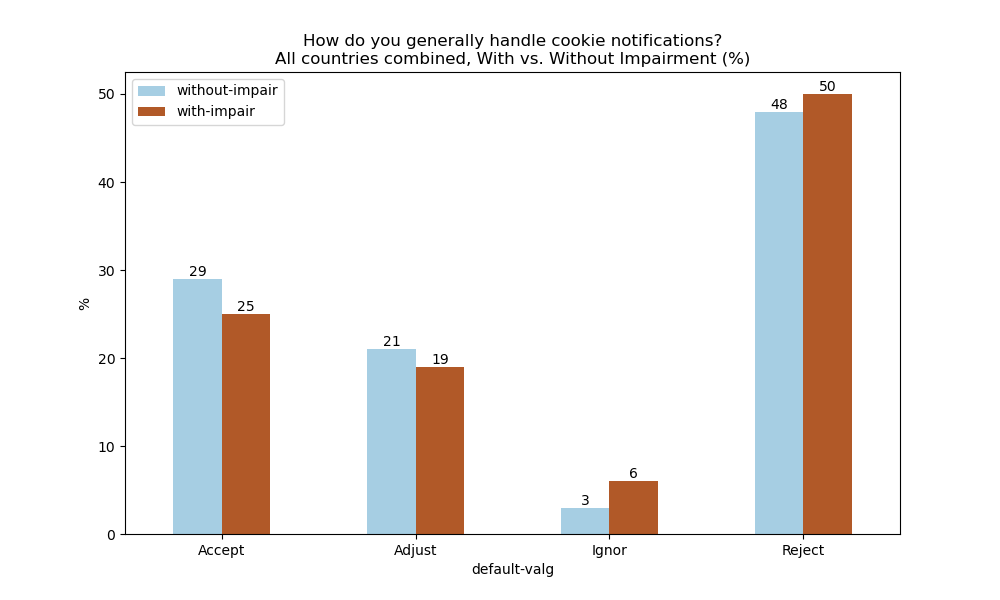 How do you generally handle cookie notifications?
All countries combined, With vs. Without Impairment (%)
without-impair
with-impair
50
40
30
20
10
0
%
29
25
21
19
3
6
48
50
Accept
Adjust
Ignor
Reject
default-valg